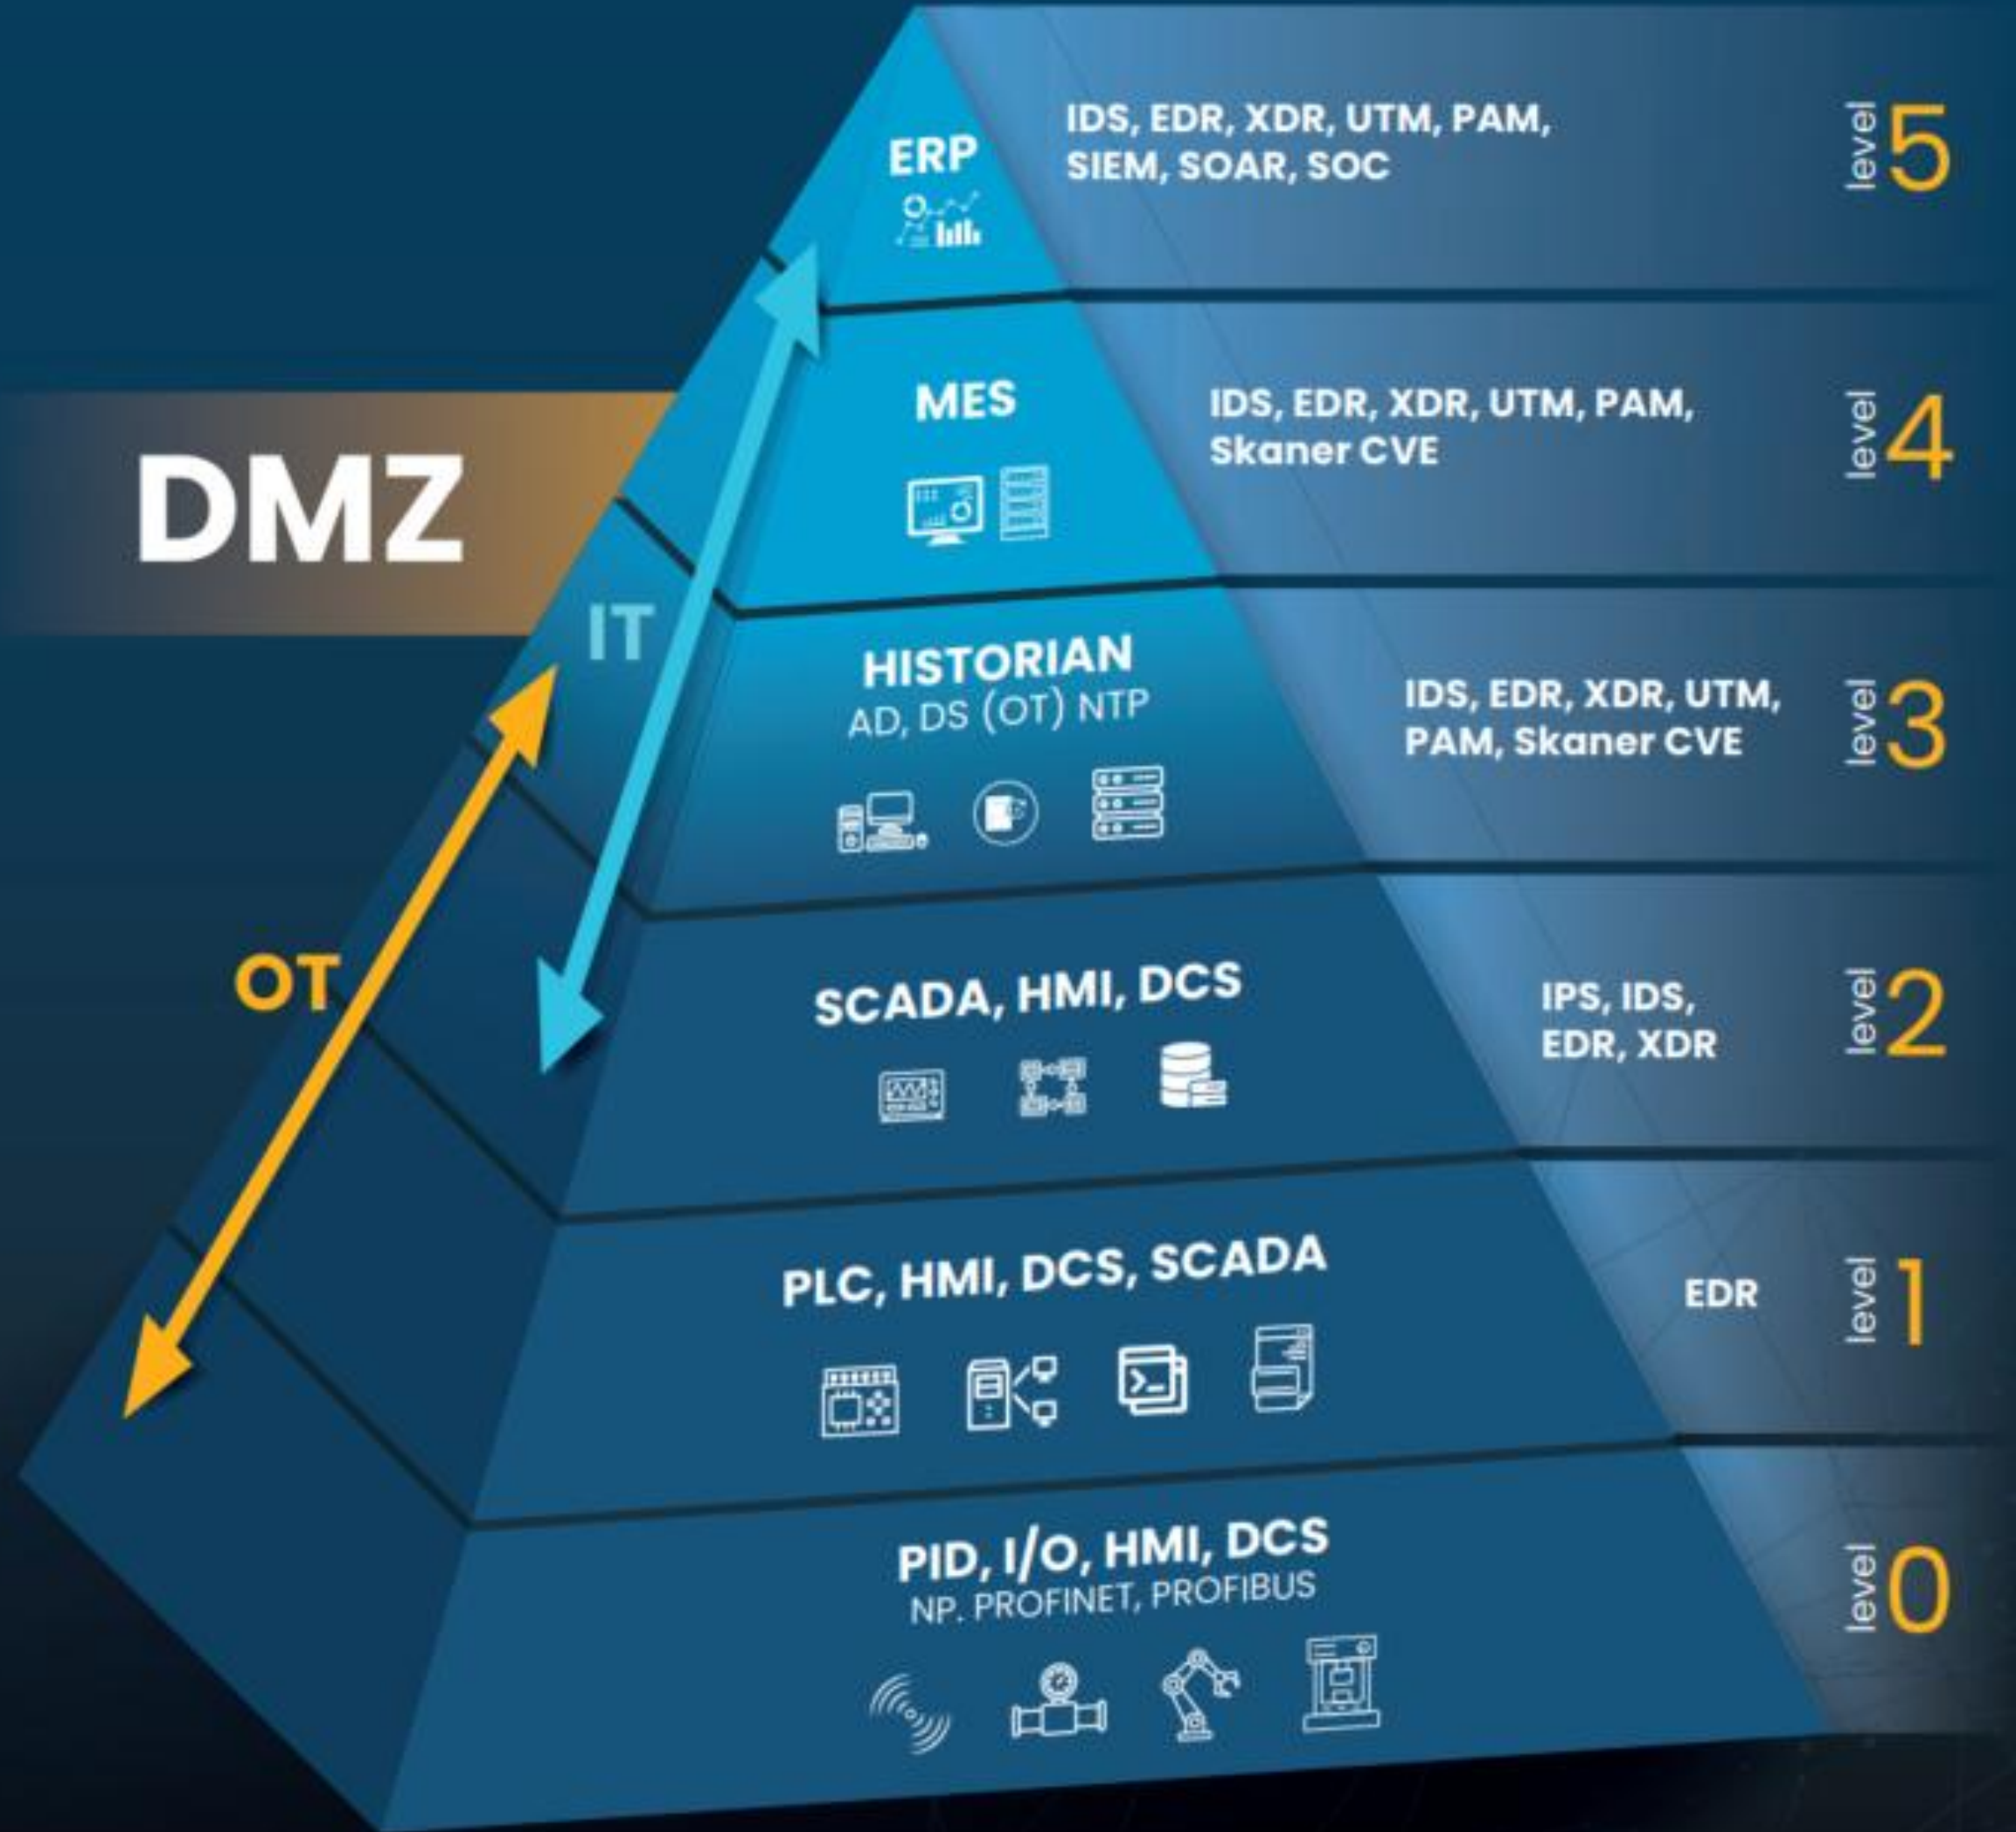 ERP
IDS, EDR, XDR, UTM, PAM,
SIEM, SOAR, SOC
level 5
MES
IDS, EDR, XDR, UTM, PAM,
Skaner CVE
level 4
DMZ
IT
HISTORIAN
AD, DS (OT) NTP
IDS, EDR, XDR, UTM,
PAM, Skaner CVE
level 3
OT
SCADA, HMI, DCS
IPS, IDS,
EDR, XDR
level 2
PLC, HMI, DCS, SCADA
EDR
level 1
PID, I/O, HMI, DCS
NP. PROFINET, PROFIBUS
level 0